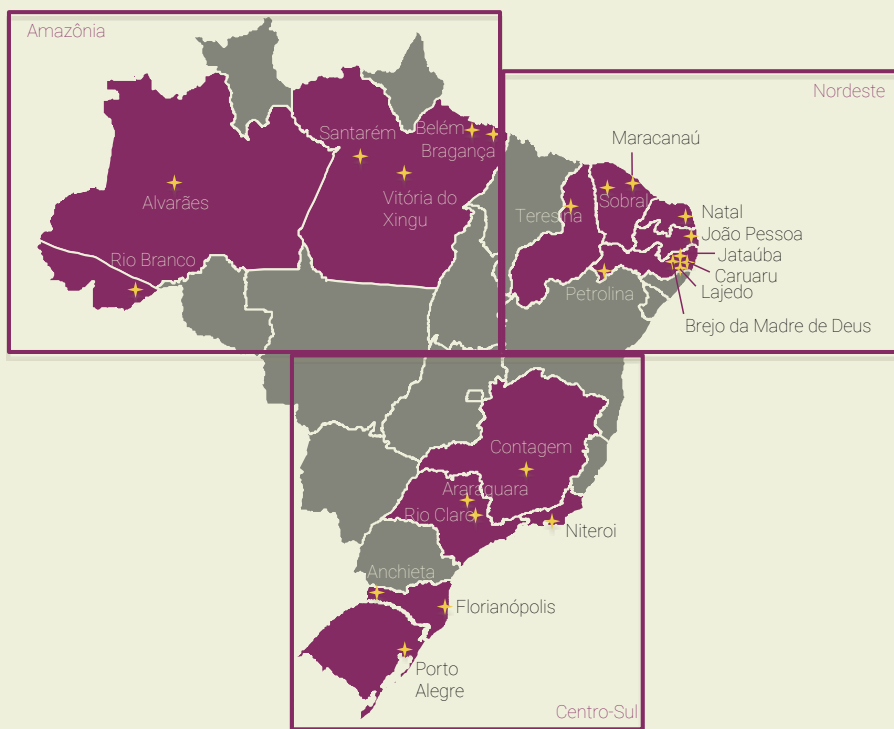 Amazônia
Nordeste
Maracanaú
Belém
Santarém
Bragança
Alvarães
Vitória do
Xingu
Sobral
Teresina
Natal
João Pessoa
Jataúba
Caruaru
Lajedo
Rio Branco
Petrolina
Brejo da Madre de Deus
Contagem
Araraquara
Rio Claro
Niteroi
Anchieta
Florianópolis
Porto
Alegre
Centro-Sul